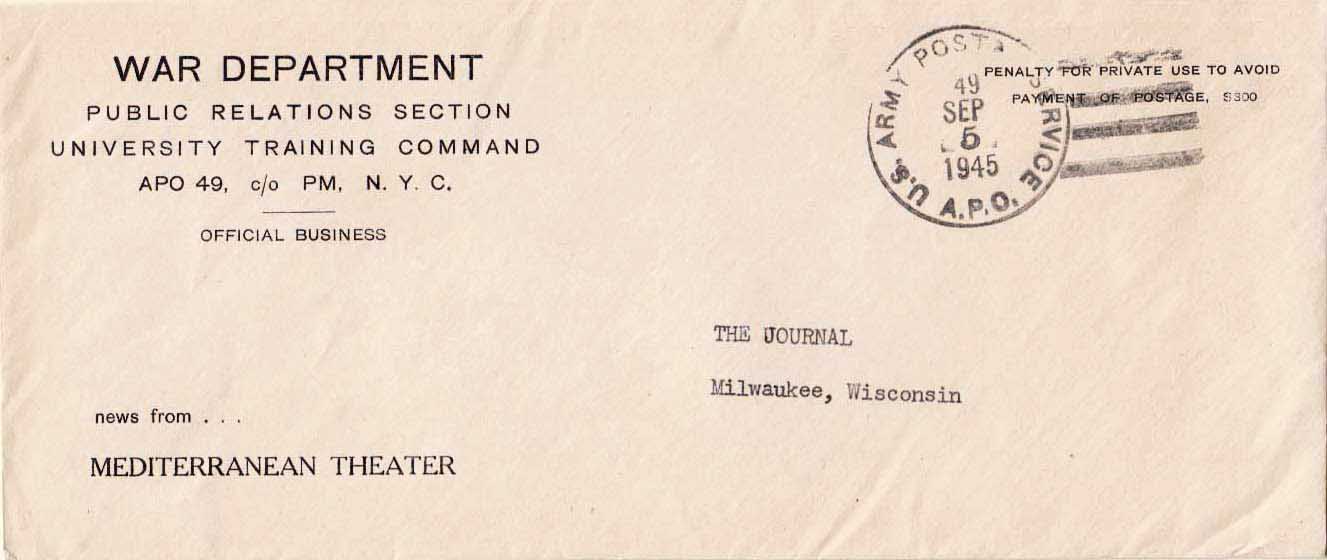 WAR DEPARTMENT
PUBLIC RELATIONS SECTION
UNIVERSITY TRAINING COMMAND
APO 49, c/o PM, N. Y. C.
OFFICIAL BUSINESS
U.S. ARMY POSTAL SERVICE
A.P.O.
49
SEP
5
1945
PENALTY FOR PRIVATE USE TO AVOID
PAYMENT OF POSTAGE, $300
THE JOURNAL
Milwaukee, Wisconsin
news from . . .
MEDITERRANEAN THEATER